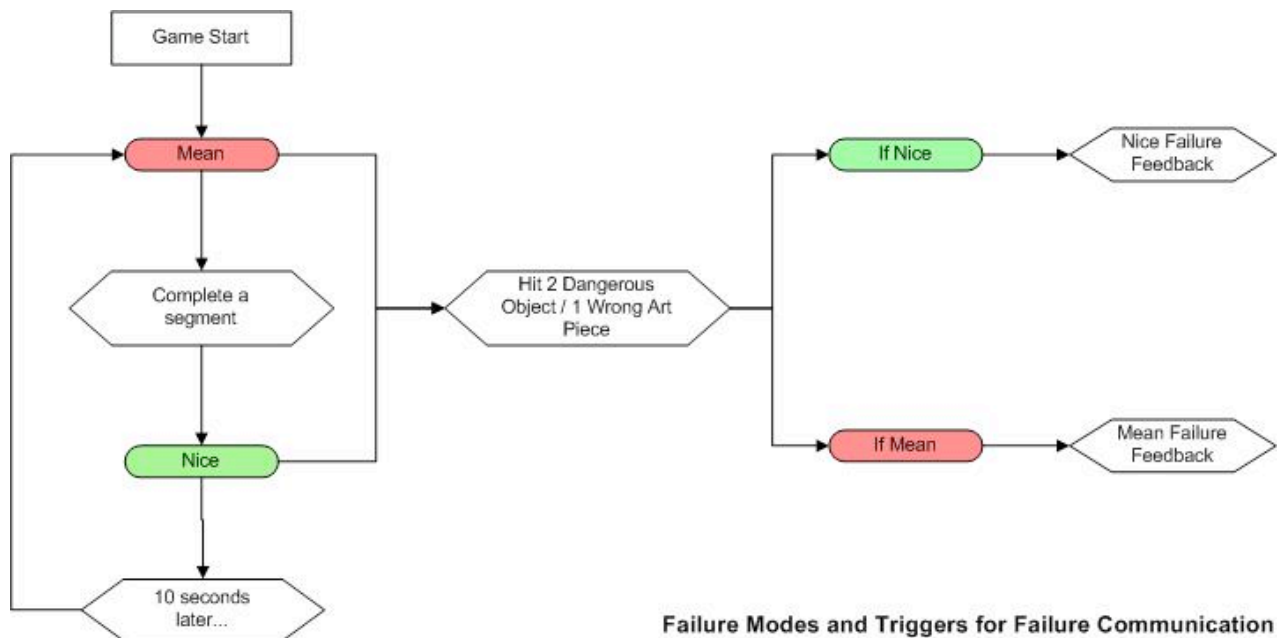 Game Start
Mean
Complete a
segment
Nice
10 seconds
later...
Hit 2 Dangerous
Object / 1 Wrong Art
Piece
If Nice
Nice Failure
Feedback
If Mean
Mean Failure
Feedback
Failure Modes and Triggers for Failure Communication